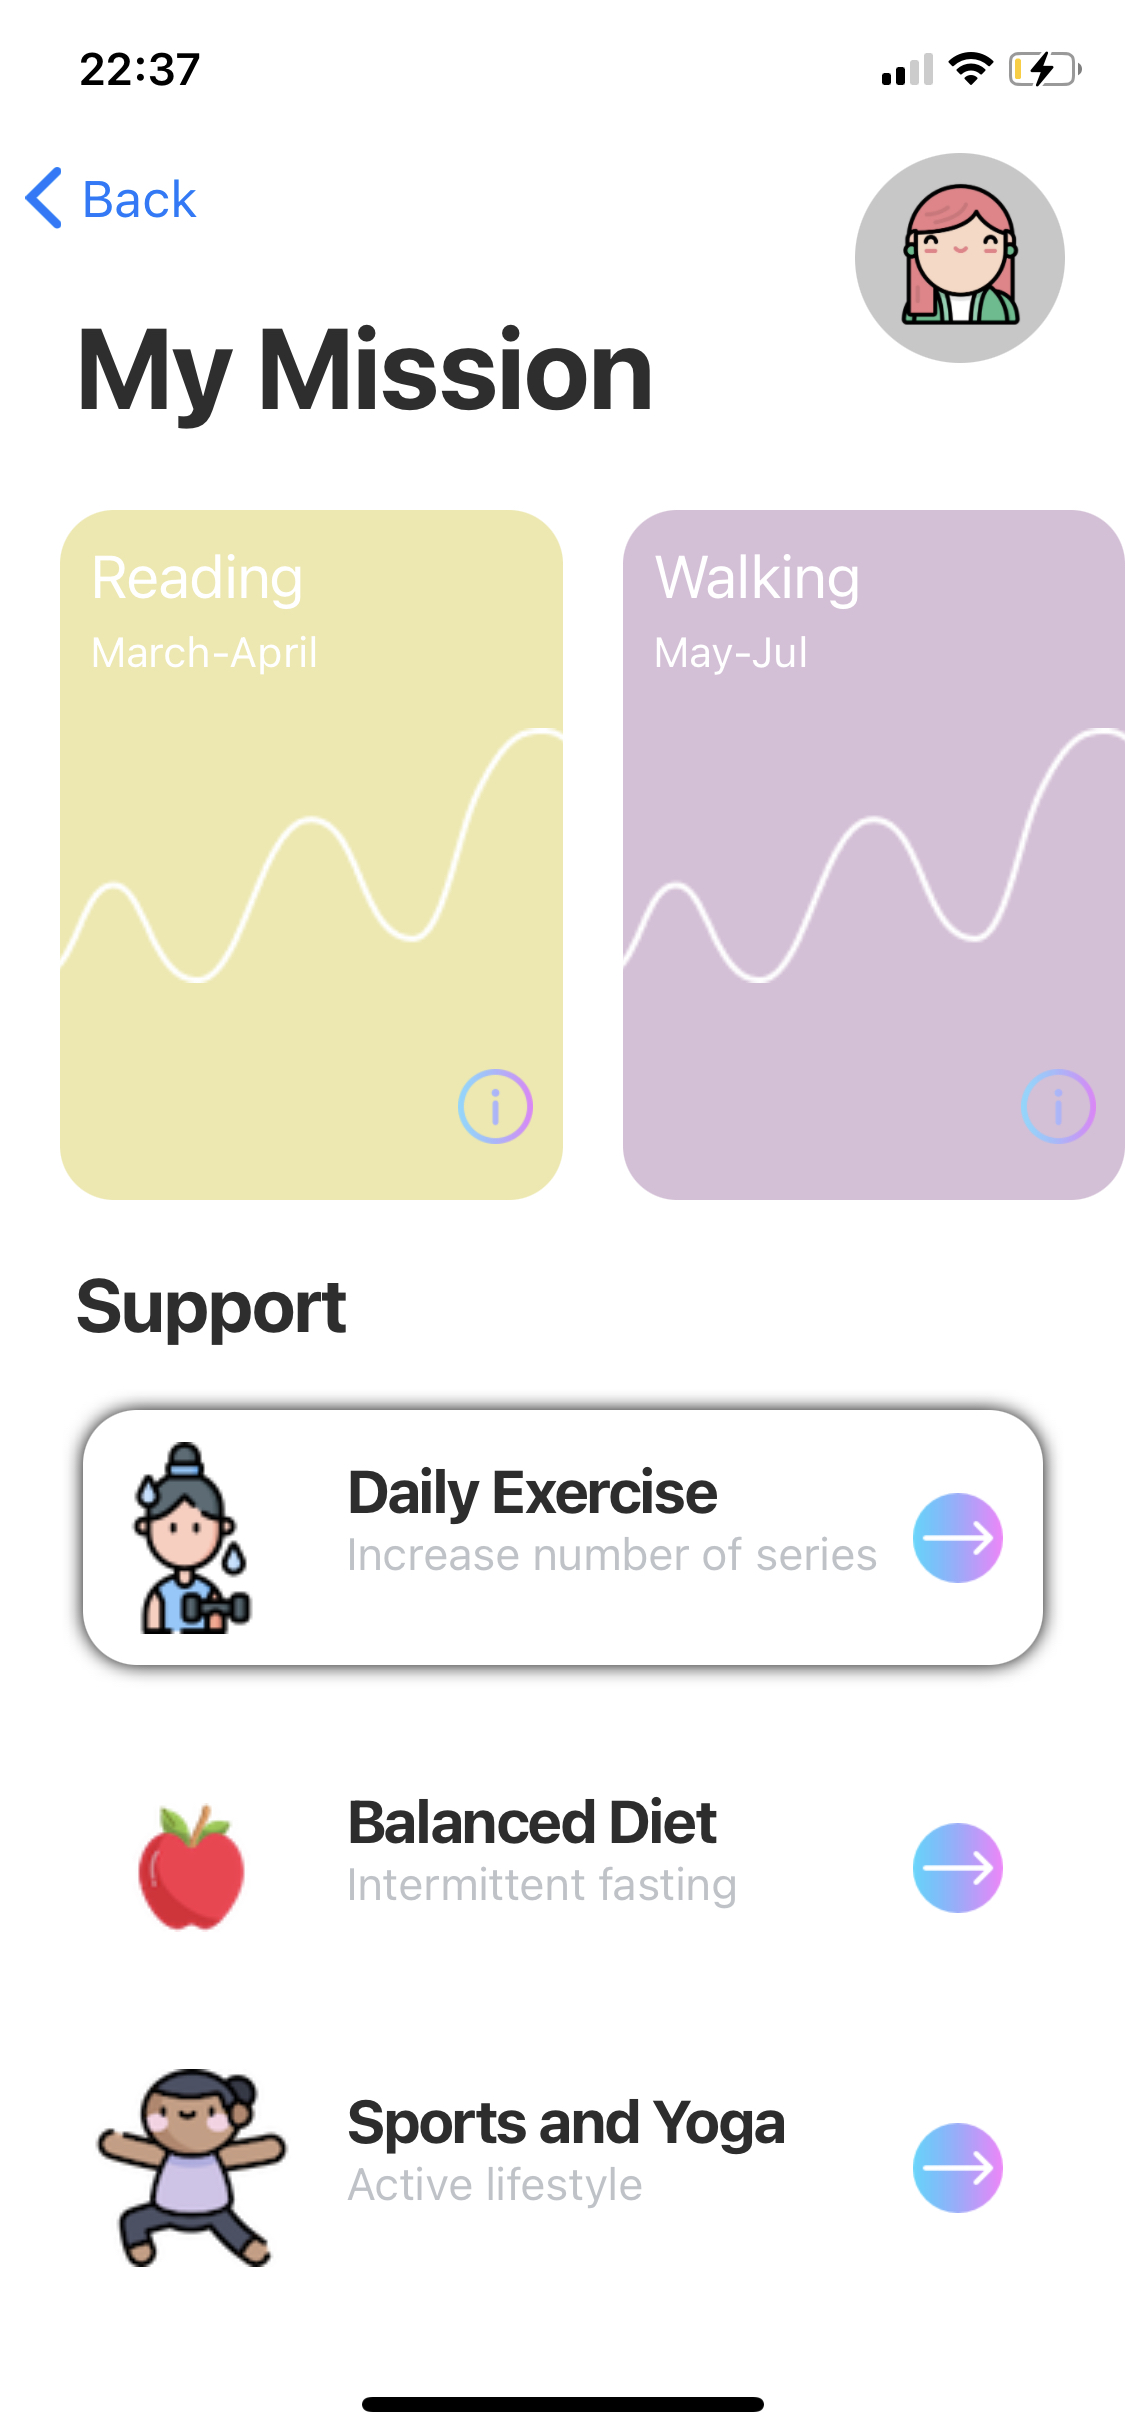 22:37
Back
My Mission
Reading
March-April
Walking
May-Jul
Support
Daily Exercise
Increase number of series
Balanced Diet
Intermittent fasting
Sports and Yoga
Active lifestyle